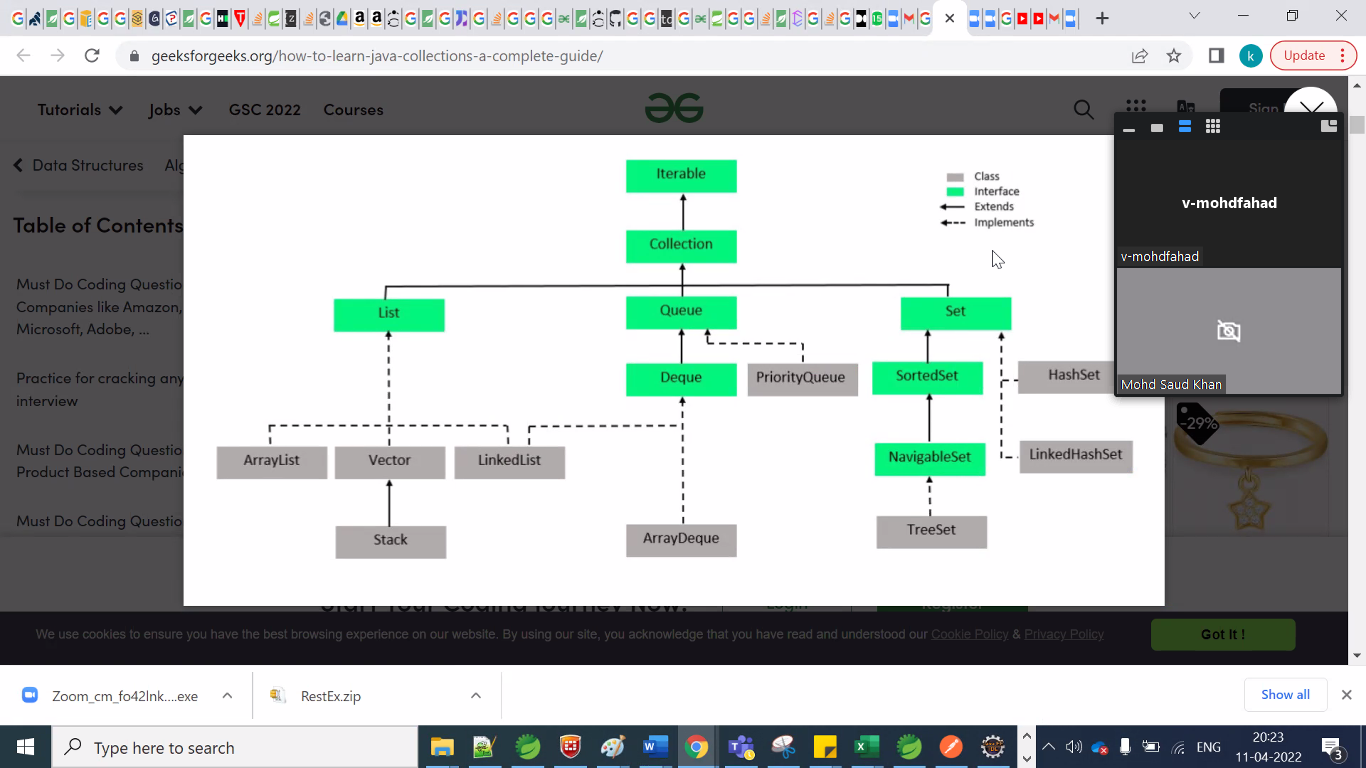 geeksforgeeks.org/how-to-learn-java-collections-a-complete-guide/
k
Update
Tutorials
Jobs
GSC 2022
Courses
Sign
Data Structures
Table of Contents
Must Do Coding Questio
Companies like Amazon,
Microsoft, Adobe, ...
Practice for cracking any
interview
Must Do Coding Questio
Product Based Compani
Must Do Coding Questio
Iterable
Class
Interface
Extends
Implements
Collection
List
Queue
Set
Deque
PriorityQueue
SortedSet
HashSet
ArrayList
Vector
LinkedList
NavigableSet
LinkedHashSet
Stack
ArrayDeque
TreeSet
v-mohdfahad
v-mohdfahad
Mohd Saud Khan
-29%
We use cookies to ensure you have the best browsing experience on our website. By using our site, you acknowledge that you have read and understood our Cookie Policy & Privacy Policy
Got It !
Zoom_cm_fo42lnk....exe
RestEx.zip
Show all
Type here to search
ENG
20:23
11-04-2022
3